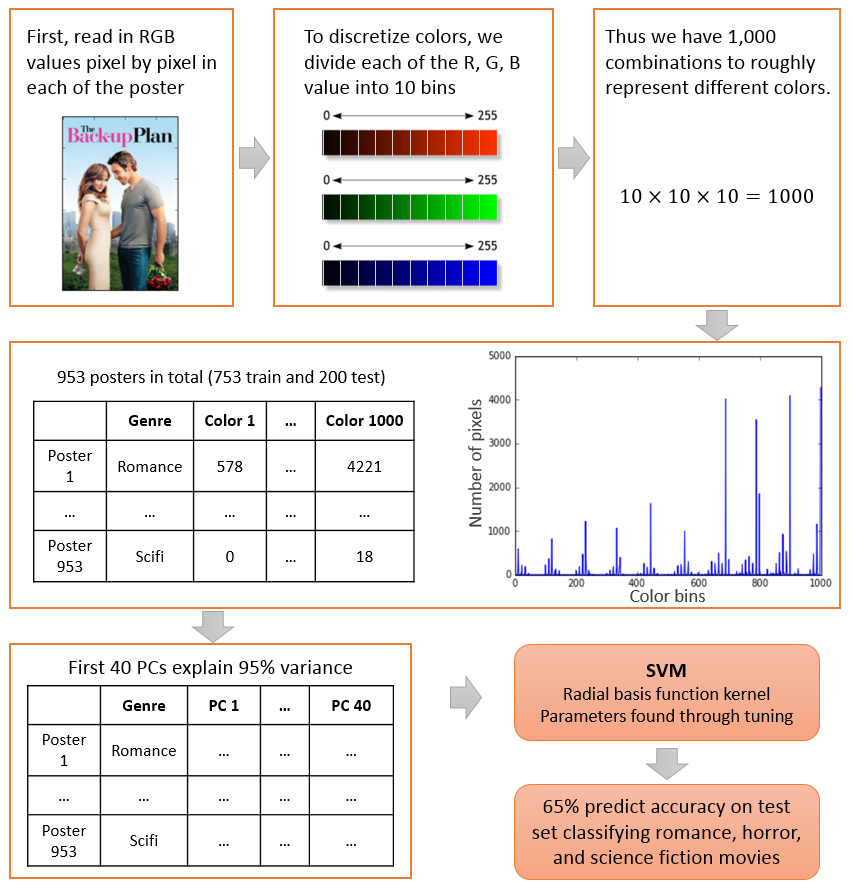 First, read in RGB
values pixel by pixel in
each of the poster
The
Back-up Plan
To discretize colors, we
divide each of the R, G, B
value into 10 bins
0 255
0 255
0 255
Thus we have 1,000
combinations to roughly
represent different colors.
10 × 10 × 10 = 1000
953 posters in total (753 train and 200 test)
Genre Color 1 ... Color 1000
Poster 1 Romance 578 ... 4221
... ... ... ... ...
Poster 953 Scifi 0 ... 18
Number of pixels
5000
4000
3000
2000
1000
0
0 200 400 600 800 1000
Color bins
First 40 PCs explain 95% variance
Genre PC 1 ... PC 40
Poster 1 Romance ... ... ...
... ... ... ... ...
Poster 953 Scifi ... ... ...
SVM
Radial basis function kernel
Parameters found through tuning
65% predict accuracy on test
set classifying romance, horror,
and science fiction movies